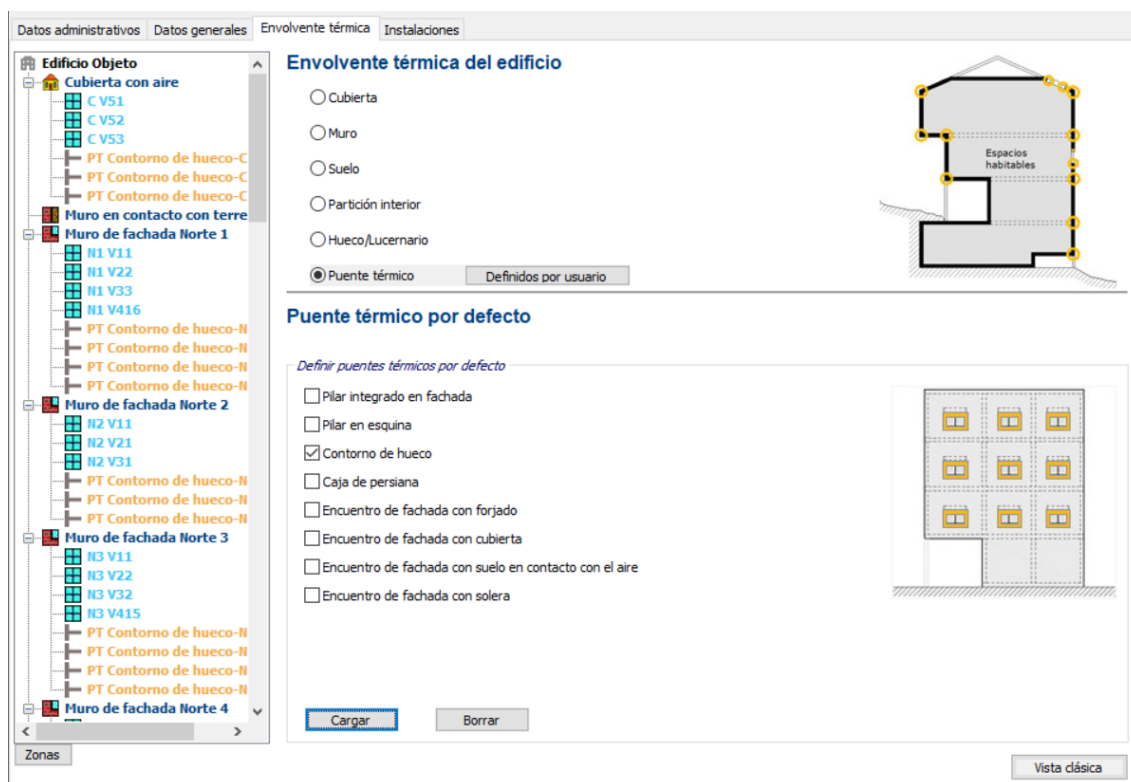 Datos administrativos Datos generales Envolvente térmica Instalaciones
Edificio Objeto
Cubierta con aire
C V51
C V52
C V53
PT Contorno de hueco-C
PT Contorno de hueco-C
PT Contorno de hueco-C
Muro en contacto con terre
Muro de fachada Norte 1
N1 V11
N1 V22
N1 V33
N1 V416
PT Contorno de hueco-N
PT Contorno de hueco-N
PT Contorno de hueco-N
PT Contorno de hueco-N
Muro de fachada Norte 2
N2 V11
N2 V21
N2 V31
PT Contorno de hueco-N
PT Contorno de hueco-N
PT Contorno de hueco-N
Muro de fachada Norte 3
N3 V11
N3 V22
N3 V32
N3 V415
PT Contorno de hueco-N
PT Contorno de hueco-N
PT Contorno de hueco-N
PT Contorno de hueco-N
Muro de fachada Norte 4
Zonas
Envolvente térmica del edificio
Cubierta
Muro
Suelo
Partición interior
Hueco/Lucernario
Puente térmico Definidos por usuario
Espacios
habitables
Puente térmico por defecto
Definir puentes térmicos por defecto
Pilar integrado en fachada
Pilar en esquina
Contorno de hueco
Caja de persiana
Encuentro de fachada con forjado
Encuentro de fachada con cubierta
Encuentro de fachada con suelo en contacto con el aire
Encuentro de fachada con solera
Cargar Borrar
Vista clásica